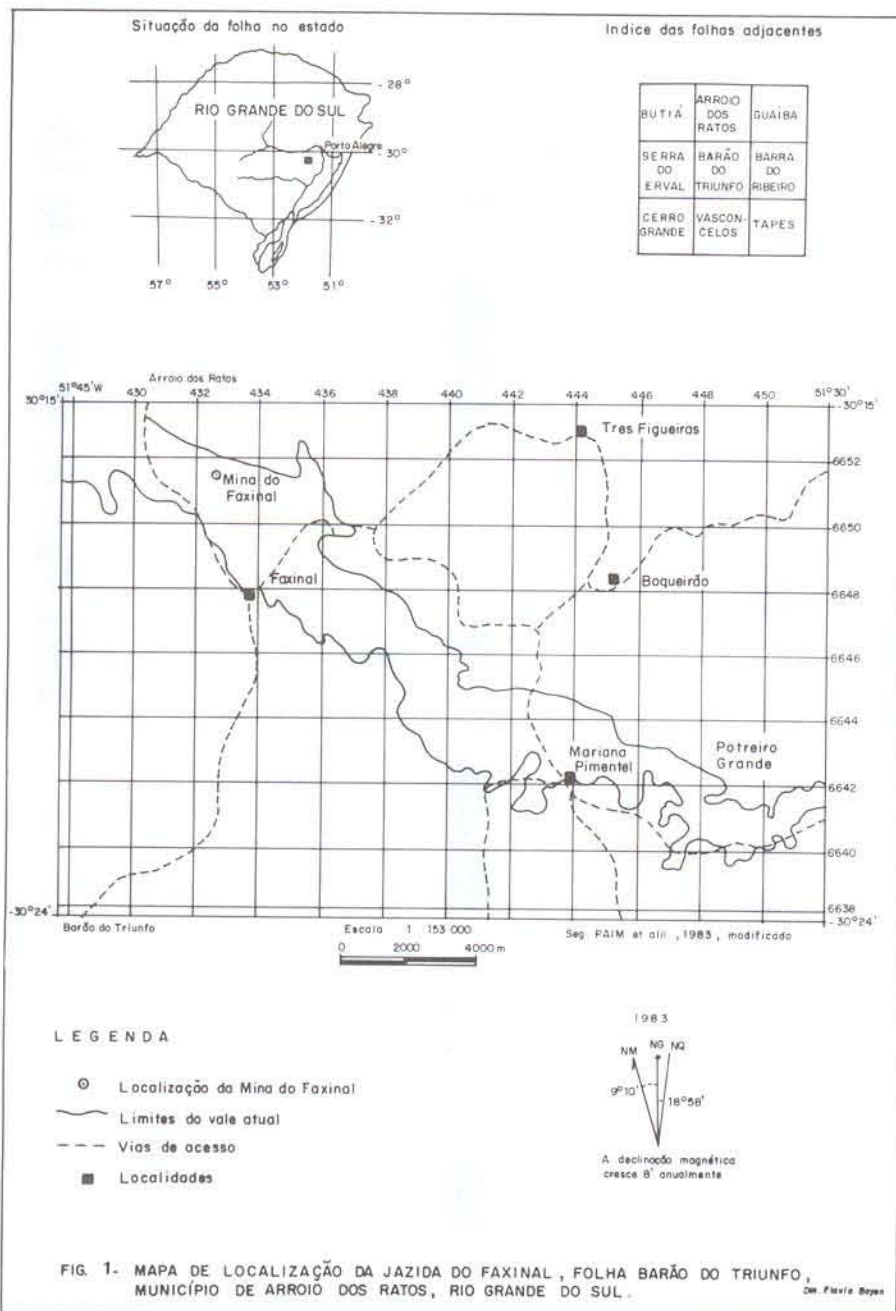 Situação da folha no estado
Indice das folhas adjacentes
-28°
RIO GRANDE DO SUL
Porto Alegre
-30°
-32°
57° 55° 53° 51°
BUTIÁ
ARROIO DOS RATOS
GUAÍBA
SERRA DO ERVAL
BARÃO DO TRIUNFO
BARRA DO RIBEIRO
CERRO GRANDE
VASCON-CELOS
TAPES
Arroio dos Ratos
51°45'W 430 432 434 436 438 440 442 444 446 448 450 51°30'
30°15'
-30°15'
Tres Figueiras
6652
Mina do
Faxinal
6650
Faxinal
Boqueirão
6648
6646
6644
Mariana
Pimentel
Potreiro
Grande
6642
6640
6638
-30°24'
-30°24'
Barão do Triunfo
Escala 1 :153 000
Seg. PAIM et alii, 1983, modificado
0 2000 4000m
LEGENDA
Localização da Mina do Faxinal
Limites do vale atual
Vias de acesso
Localidades
1983
NM NG NQ
9°10'
18°58'
A declinação magnética
cresce 8' anualmente
FIG. 1- MAPA DE LOCALIZAÇÃO DA JAZIDA DO FAXINAL, FOLHA BARÃO DO TRIUNFO,
MUNICÍPIO DE ARROIO DOS RATOS, RIO GRANDE DO SUL.
Des. Flavio Boyen